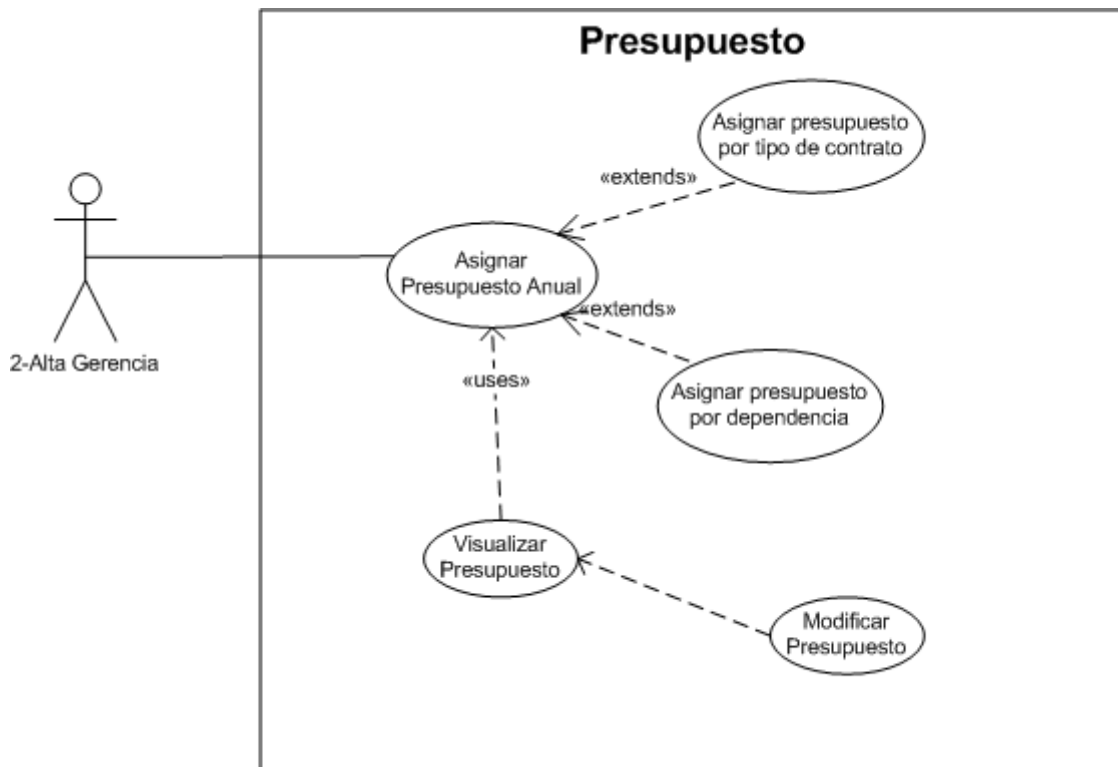 Presupuesto
Asignar presupuesto
por tipo de contrato
«extends»
Asignar
Presupuesto Anual
«extends»
2-Alta Gerencia
«uses»
Asignar presupuesto
por dependencia
Visualizar
Presupuesto
Modificar
Presupuesto